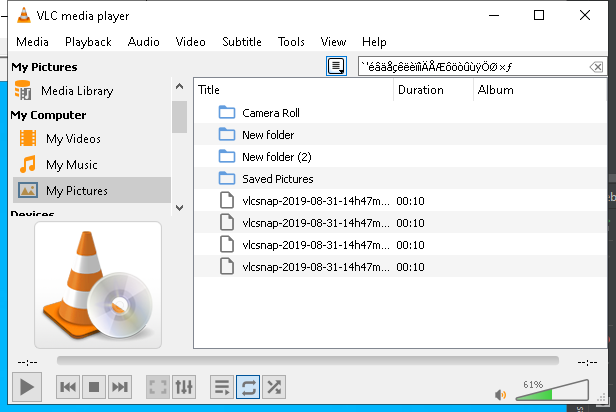 VLC media player
Media Playback Audio Video Subtitle Tools View Help
My Pictures
`'éâäåçêëèïîìÄÅÆôöòûùÿÖØ×ƒ
Media Library
My Computer
My Videos
My Music
My Pictures
Devices
Title Duration Album
Camera Roll
New folder
New folder (2)
Saved Pictures
vlcsnap-2019-08-31-14h47m... 00:10
vlcsnap-2019-08-31-14h47m... 00:10
vlcsnap-2019-08-31-14h47m... 00:10
vlcsnap-2019-08-31-14h47m... 00:10
--:-- --:--
61%